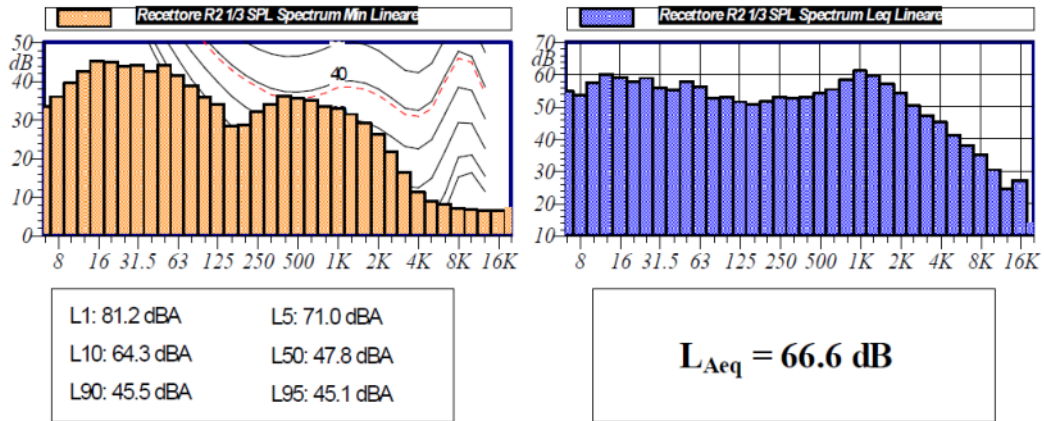 Recettore R2 1/3 SPL Spectrum Min Lineare
50
dB
40
30
20
10
0
40
8 16 31.5 63 125 250 500 1K 2K 4K 8K 16K
Recettore R2 1/3 SPL Spectrum Leq Lineare
70
dB
60
50
40
30
20
10
8 16 31.5 63 125 250 500 1K 2K 4K 8K 16K
L1: 81.2 dBA L5: 71.0 dBA
L10: 64.3 dBA L50: 47.8 dBA
L90: 45.5 dBA L95: 45.1 dBA
LAeq = 66.6 dB